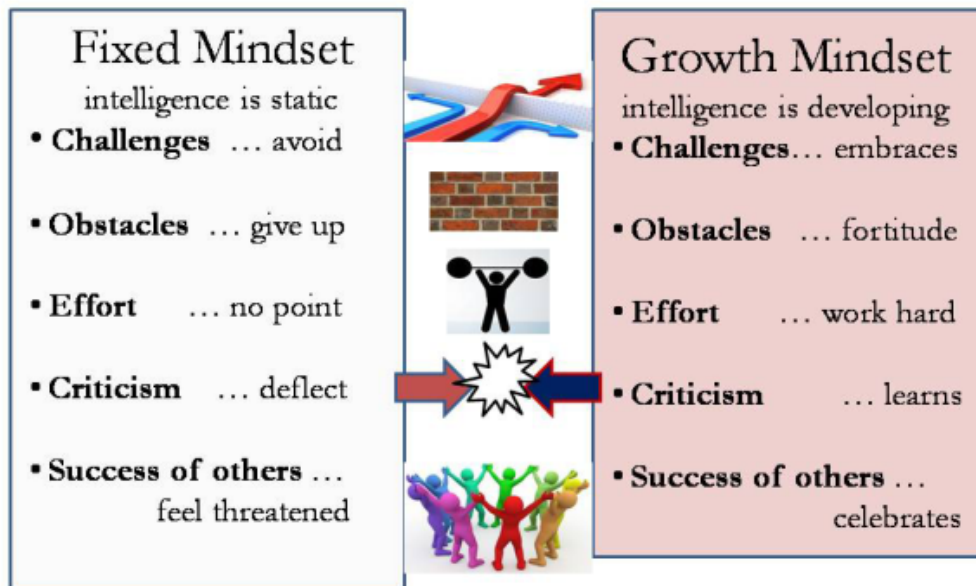 Fixed Mindset
intelligence is static
• Challenges … avoid
• Obstacles … give up
• Effort … no point
• Criticism … deflect
• Success of others …
feel threatened
Growth Mindset
intelligence is developing
• Challenges… embraces
• Obstacles … fortitude
• Effort … work hard
• Criticism … learns
• Success of others …
celebrates